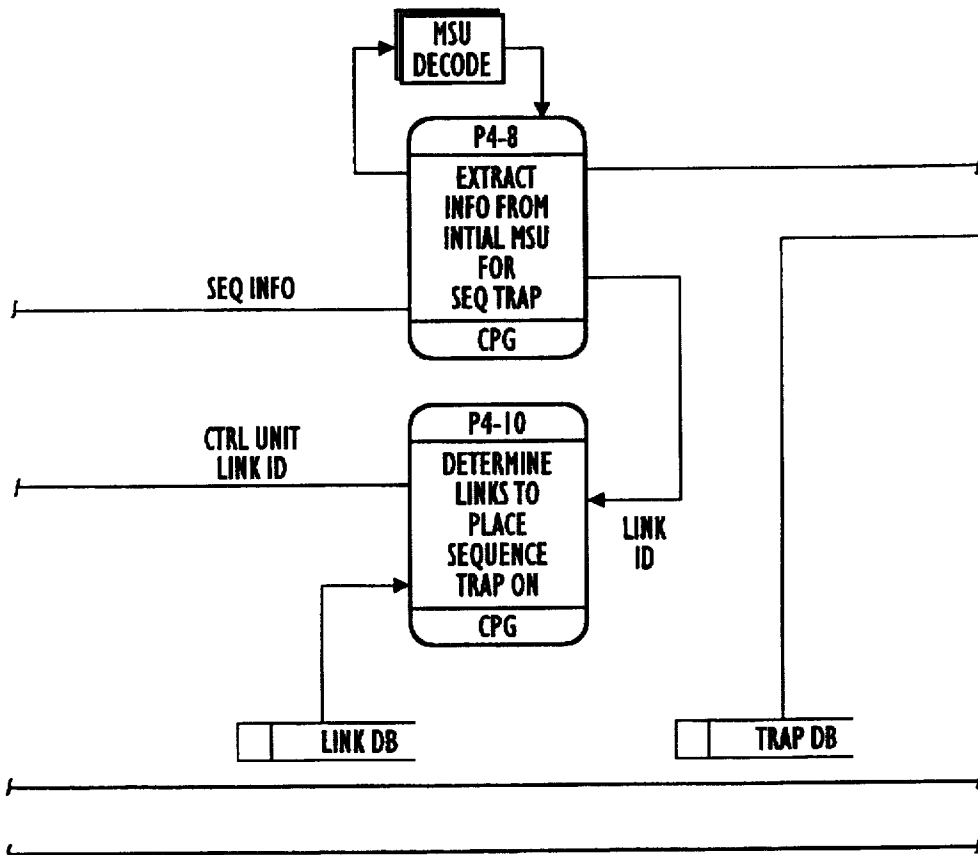 MSU
DECODE
P4-8
EXTRACT
INFO FROM
INTIAL MSU
FOR
SEQ TRAP
CPG
SEQ INFO
P4-10
DETERMINE
LINKS TO
PLACE
SEQUENCE
TRAP ON
CPG
CTRL UNIT
LINK ID
LINK
ID
LINK DB
TRAP DB